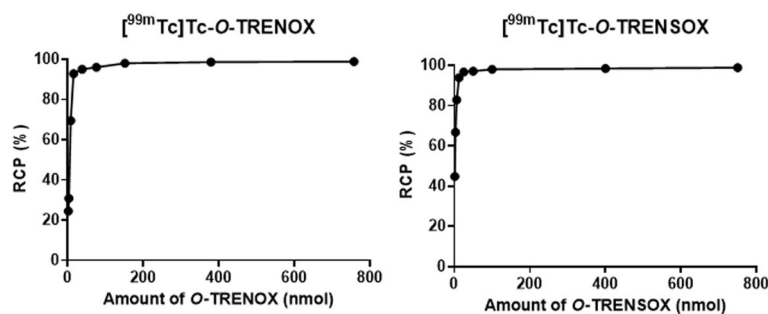 [⁹⁹ᵐTc]Tc-O-TRENOX
RCP (%)
100
80
60
40
20
0
0 200 400 600 800
Amount of O-TRENOX (nmol)
[⁹⁹ᵐTc]Tc-O-TRENSOX
RCP (%)
100
80
60
40
20
0
0 200 400 600 800
Amount of O-TRENSOX (nmol)